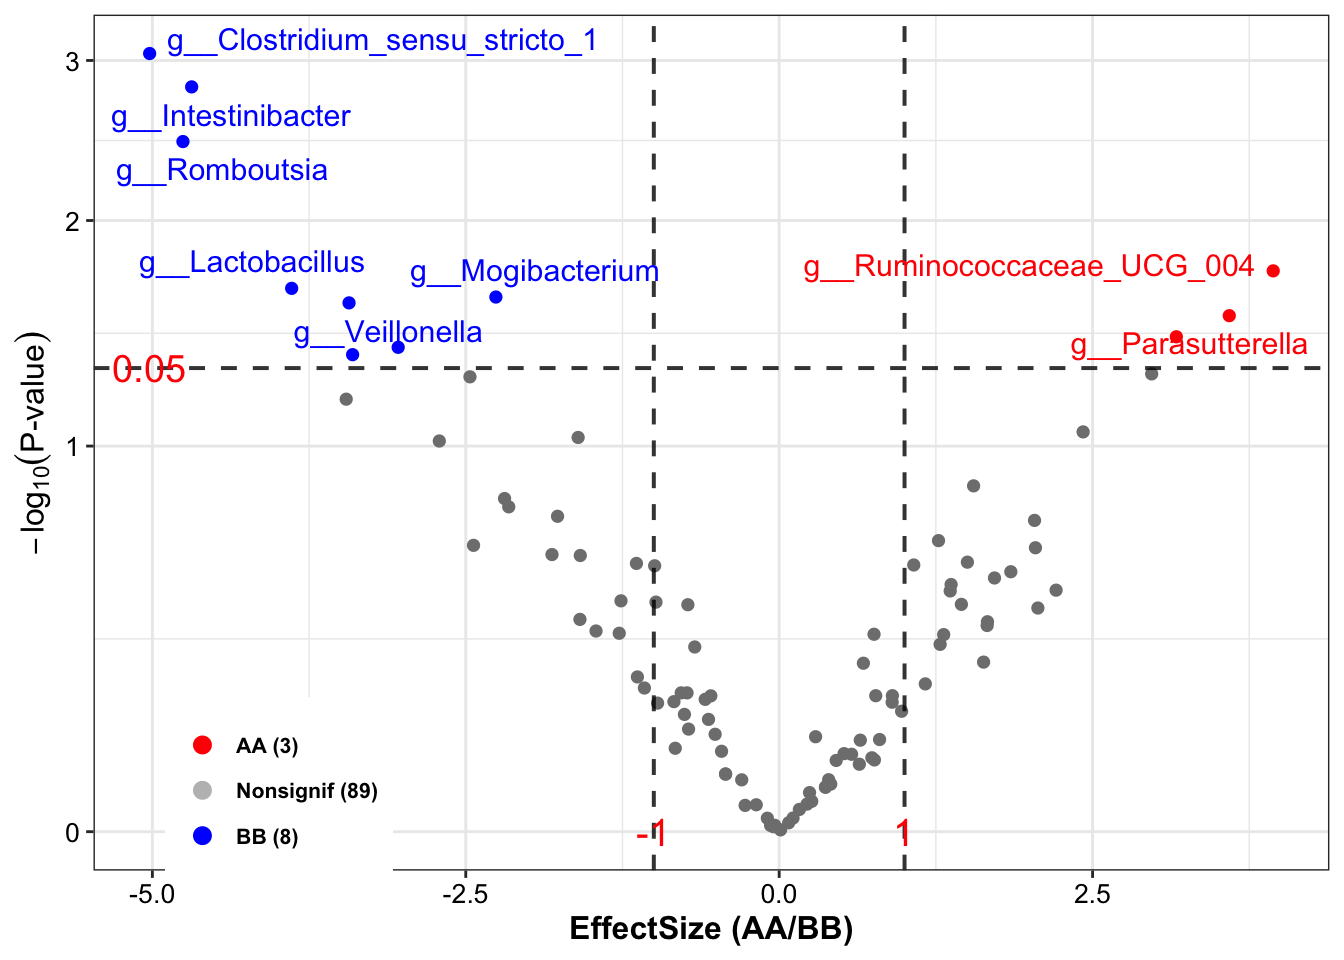 g__Clostridium_sensu_stricto_1
g__Intestinibacter
g__Romboutsia
g__Lactobacillus
g__Mogibacterium
g__Veillonella
g__Ruminococcaceae_UCG_004
g__Parasutterella
0.05
-1
1
3
2
1
0
−log10(P-value)
AA (3)
Nonsignif (89)
BB (8)
-5.0
-2.5
0.0
2.5
EffectSize (AA/BB)